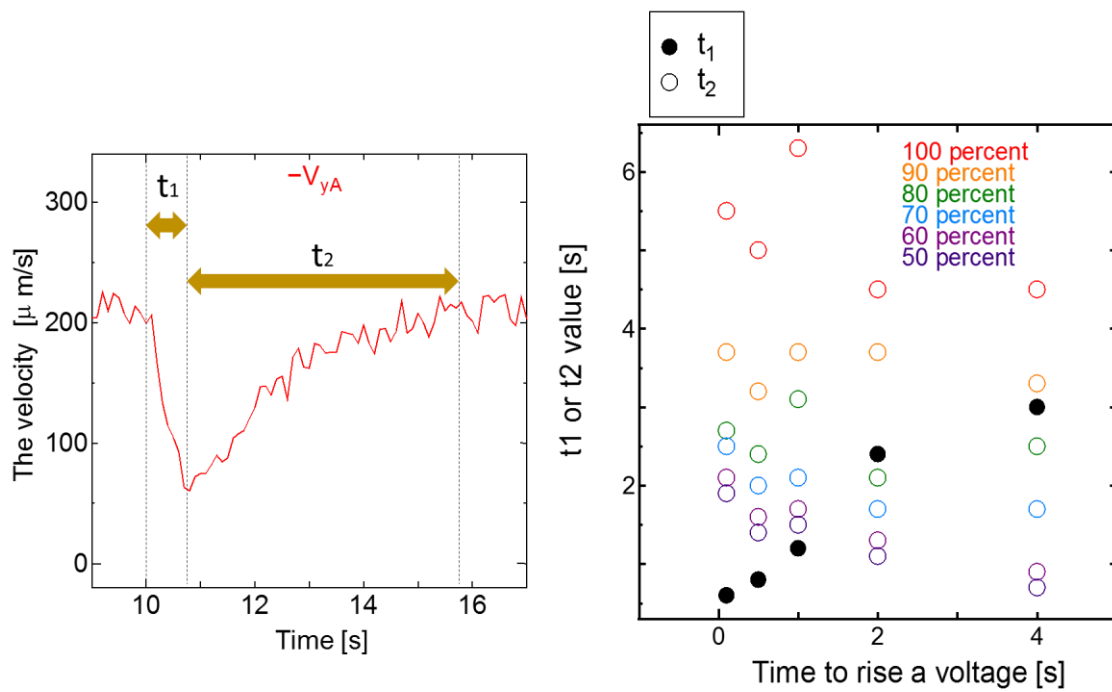 t1
t2
−VyA
t1
t2
300
200
100
0
The velocity [μ m/s]
10
12
14
16
Time [s]
100 percent
90 percent
80 percent
70 percent
60 percent
50 percent
6
4
2
t1 or t2 value [s]
0
2
4
Time to rise a voltage [s]